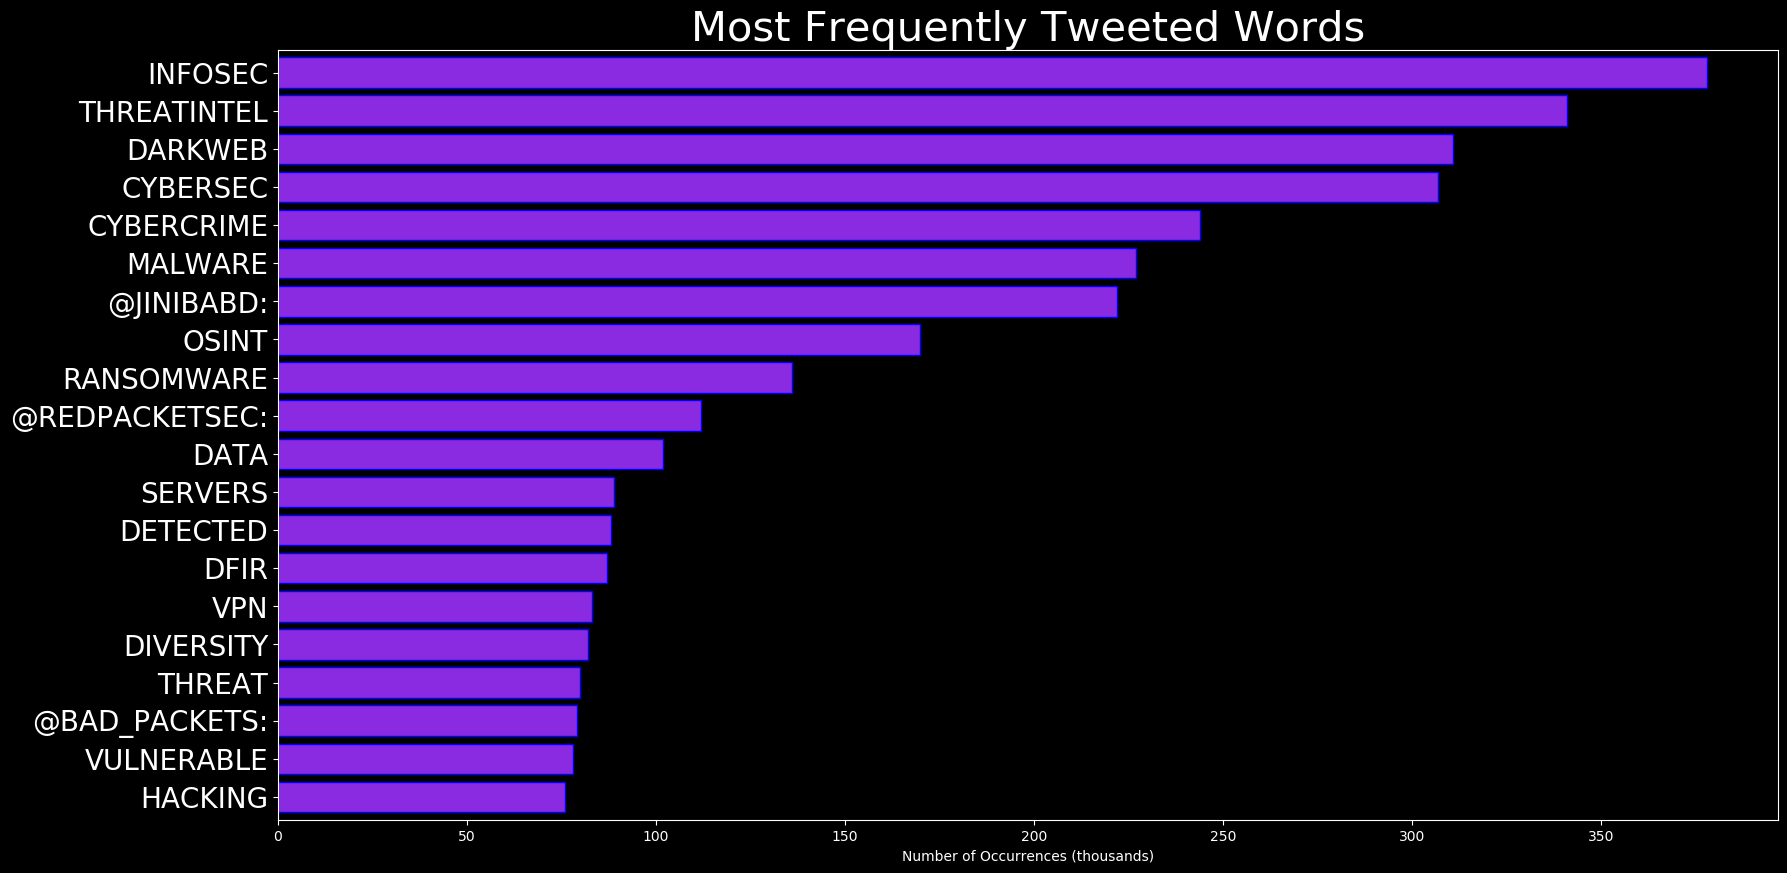 Most Frequently Tweeted Words
INFOSEC
THREATINTEL
DARKWEB
CYBERSEC
CYBERCRIME
MALWARE
@JINIBABD:
OSINT
RANSOMWARE
@REDPACKETSEC:
DATA
SERVERS
DETECTED
DFIR
VPN
DIVERSITY
THREAT
@BAD_PACKETS:
VULNERABLE
HACKING
0 50 100 150 200 250 300 350
Number of Occurrences (thousands)